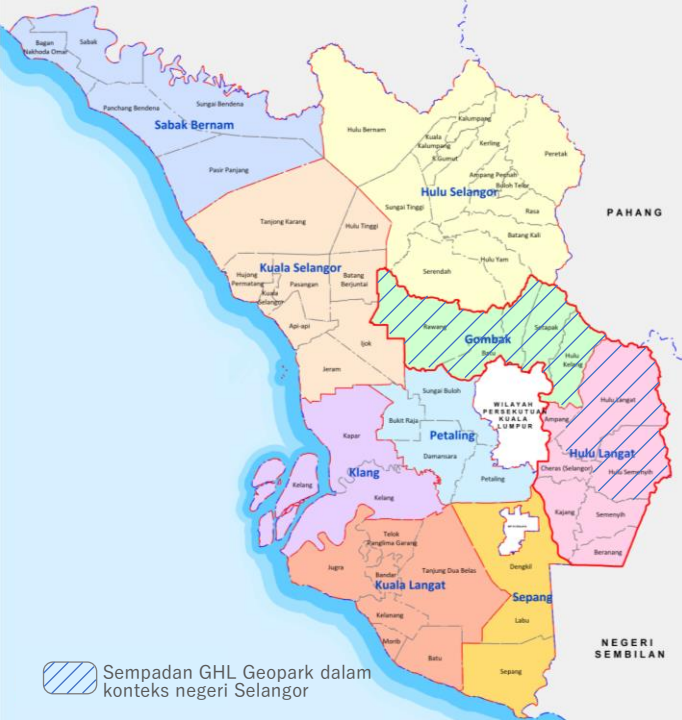 Bagan
Nakhoda Omar
Sabak
Panchang Bendena
Sungai Bendena
Sabak Bernam
Pasir Panjang
Hulu Bernam
Kalumpang
Kuala
Kalumpang
Kerling
K.Gumut
Peretak
Ampang Pechah
Buloh Telor
Hulu Selangor
Sungai Tinggi
Rasa
PAHANG
Batang Kali
Hulu Yam
Serendah
Tanjong Karang
Hulu Tinggi
Kuala Selangor
Hujong
Permatang
Kuala
Selangor
Pasangan
Batang
Berjuntai
Api-api
Ijok
Jeram
Rawang
Gombak
Batu
Setapak
Hulu
Kelang
Sungai Buloh
WILAYAH
PERSEKUTUAN
KUALA
LUMPUR
Hulu Langat
Ampang
Bukit Raja
Petaling
Damansara
Petaling
Hulu Langat
Cheras (Selangor)
Hulu Semenyih
Kapar
Klang
Kelang
Kelang
Kajang
Semenyih
Beranang
Telok
Panglima Garang
Jugra
Bandar
Tanjung Dua Belas
Kuala Langat
Kelanang
Morib
Batu
Dengkil
Sepang
Labu
Sepang
NEGERI
SEMBILAN
Sempadan GHL Geopark dalam
konteks negeri Selangor